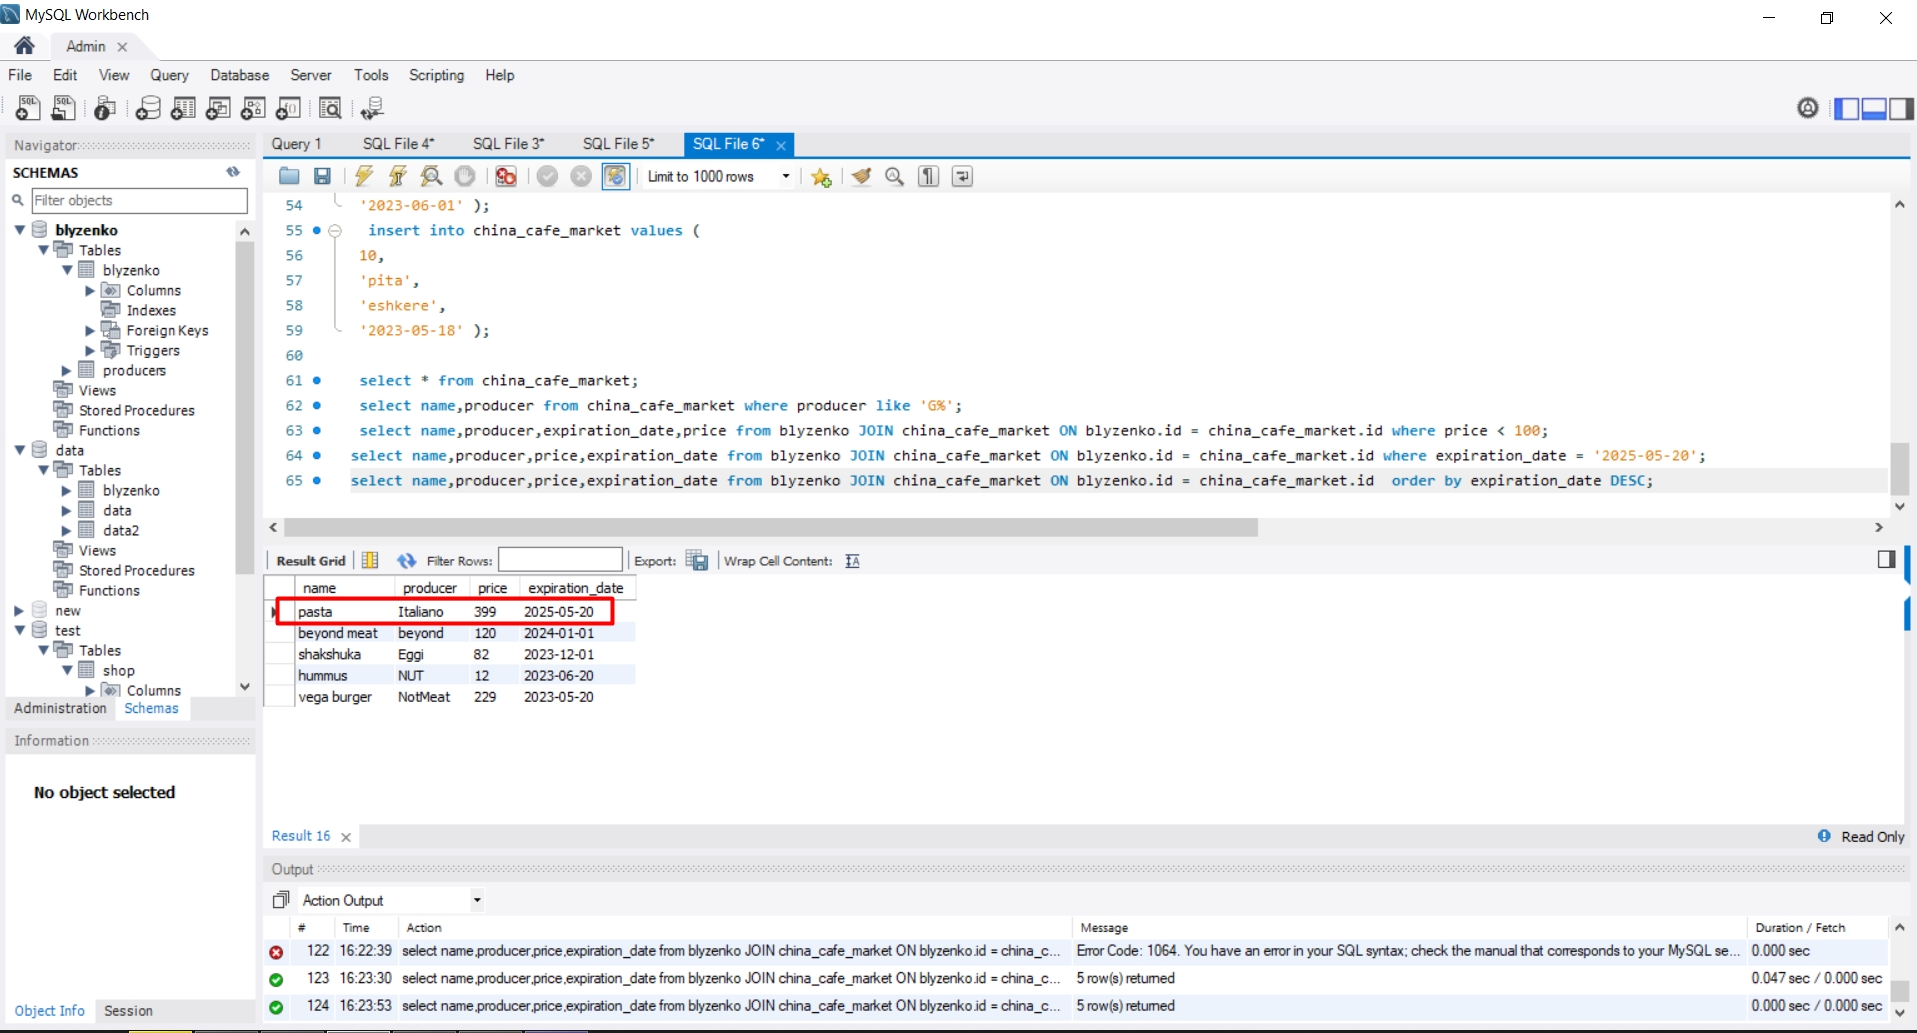 MySQL Workbench
Admin
File Edit View Query Database Server Tools Scripting Help
Navigator
SCHEMAS
Filter objects
blyzenko
Tables
blyzenko
Columns
Indexes
Foreign Keys
Triggers
producers
Views
Stored Procedures
Functions
data
Tables
blyzenko
data
data2
Views
Stored Procedures
Functions
new
test
Tables
shop
Columns
Administration Schemas
Information
No object selected
Object Info Session
Query 1 SQL File 4* SQL File 3* SQL File 5* SQL File 6*
Limit to 1000 rows
54 '2023-06-01' );
55 insert into china_cafe_market values (
56 10,
57 'pita',
58 'eshkere',
59 '2023-05-18' );
60
61 select * from china_cafe_market;
62 select name,producer from china_cafe_market where producer like 'G%';
63 select name,producer,expiration_date,price from blyzenko JOIN china_cafe_market ON blyzenko.id = china_cafe_market.id where price < 100;
64 select name,producer,price,expiration_date from blyzenko JOIN china_cafe_market ON blyzenko.id = china_cafe_market.id where expiration_date = '2025-05-20';
65 select name,producer,price,expiration_date from blyzenko JOIN china_cafe_market ON blyzenko.id = china_cafe_market.id order by expiration_date DESC;
Result Grid Filter Rows: Export: Wrap Cell Content:
name producer price expiration_date
pasta Italiano 399 2025-05-20
beyond meat beyond 120 2024-01-01
shakshuka Eggi 82 2023-12-01
hummus NUT 12 2023-06-20
vega burger NotMeat 229 2023-05-20
Result 16 Read Only
Output
Action Output
# Time Action Message Duration / Fetch
122 16:22:39 select name,producer,price,expiration_date from blyzenko JOIN china_cafe_market ON blyzenko.id = china_c... Error Code: 1064. You have an error in your SQL syntax; check the manual that corresponds to your MySQL se... 0.000 sec
123 16:23:30 select name,producer,price,expiration_date from blyzenko JOIN china_cafe_market ON blyzenko.id = china_c... 5 row(s) returned 0.047 sec / 0.000 sec
124 16:23:53 select name,producer,price,expiration_date from blyzenko JOIN china_cafe_market ON blyzenko.id = china_c... 5 row(s) returned 0.000 sec / 0.000 sec